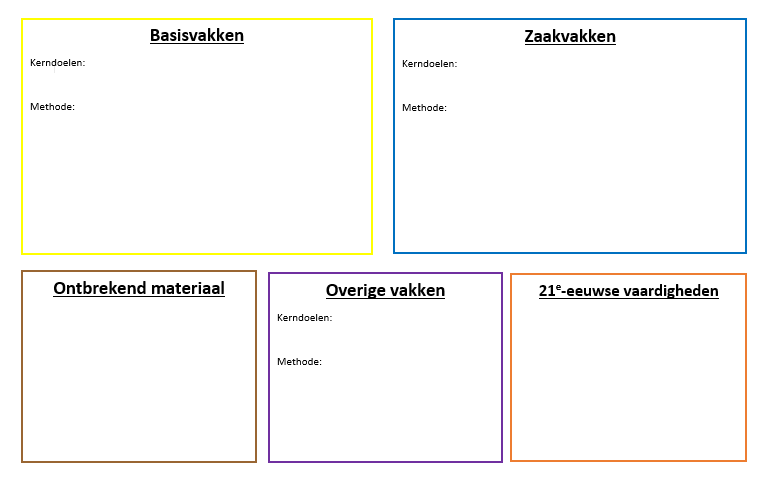 Basisvakken
Kerndoelen:
Methode:
Zaakvakken
Kerndoelen:
Methode:
Ontbrekend materiaal
Overige vakken
Kerndoelen:
Methode:
21e-eeuwse vaardigheden